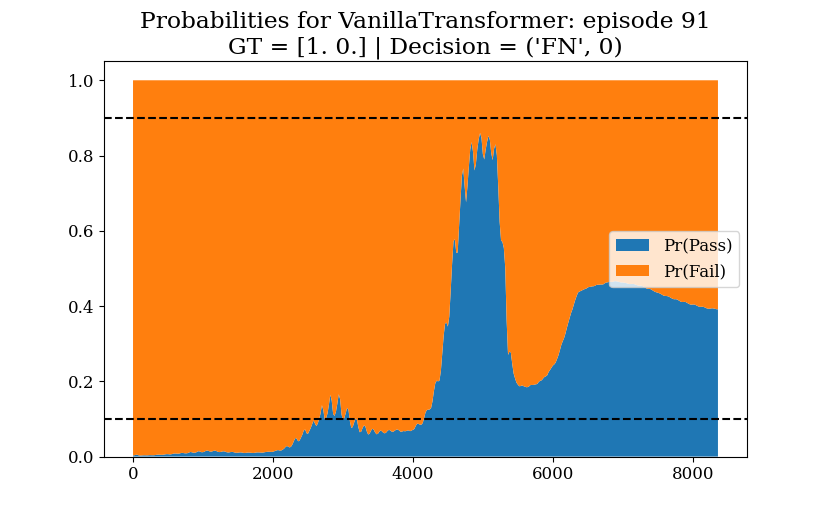 Probabilities for VanillaTransformer: episode 91
GT = [1. 0.] | Decision = ('FN', 0)
1.0
0.8
0.6
0.4
0.2
0.0
Pr(Pass)
Pr(Fail)
0
2000
4000
6000
8000